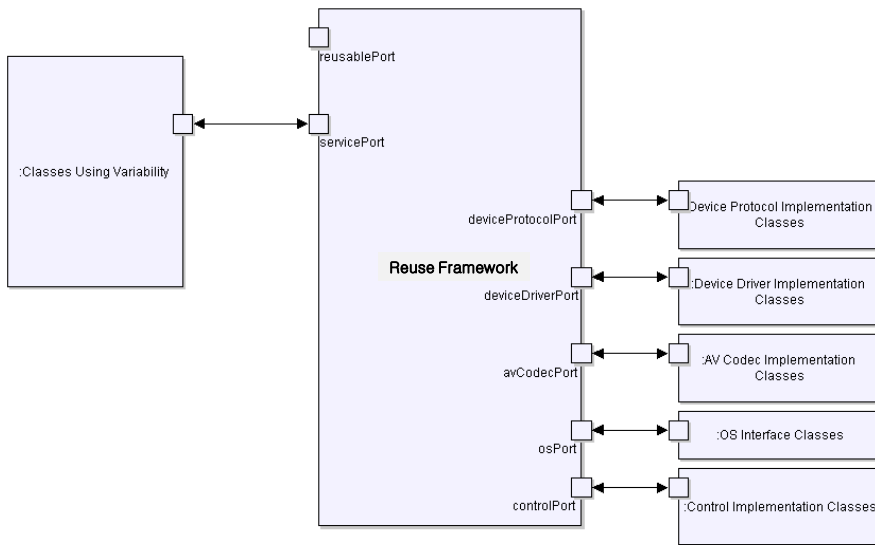 reusablePort
servicePort
:Classes Using Variability
deviceProtocolPort
Device Protocol Implementation
Classes
Reuse Framework
deviceDriverPort
:Device Driver Implementation
Classes
avCodecPort
:AV Codec Implementation
Classes
osPort
:OS Interface Classes
controlPort
:Control Implementation Classes